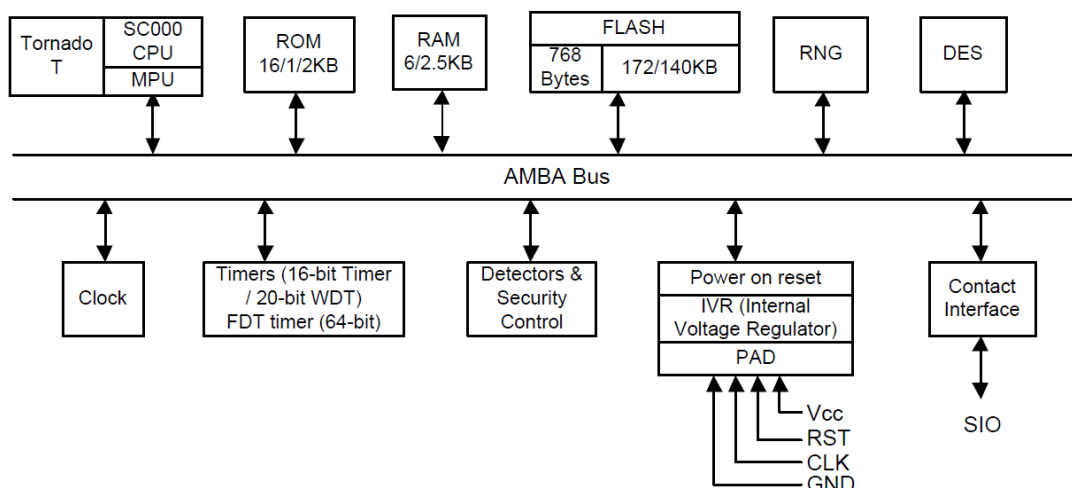 Tornado
T
SC000
CPU
MPU
ROM
16/1/2KB
RAM
6/2.5KB
FLASH
768
Bytes
172/140KB
RNG
DES
AMBA Bus
Clock
Timers (16-bit Timer
/ 20-bit WDT)
FDT timer (64-bit)
Detectors &
Security
Control
Power on reset
IVR (Internal
Voltage Regulator)
PAD
Contact
Interface
Vcc
RST
CLK
GND
SIO